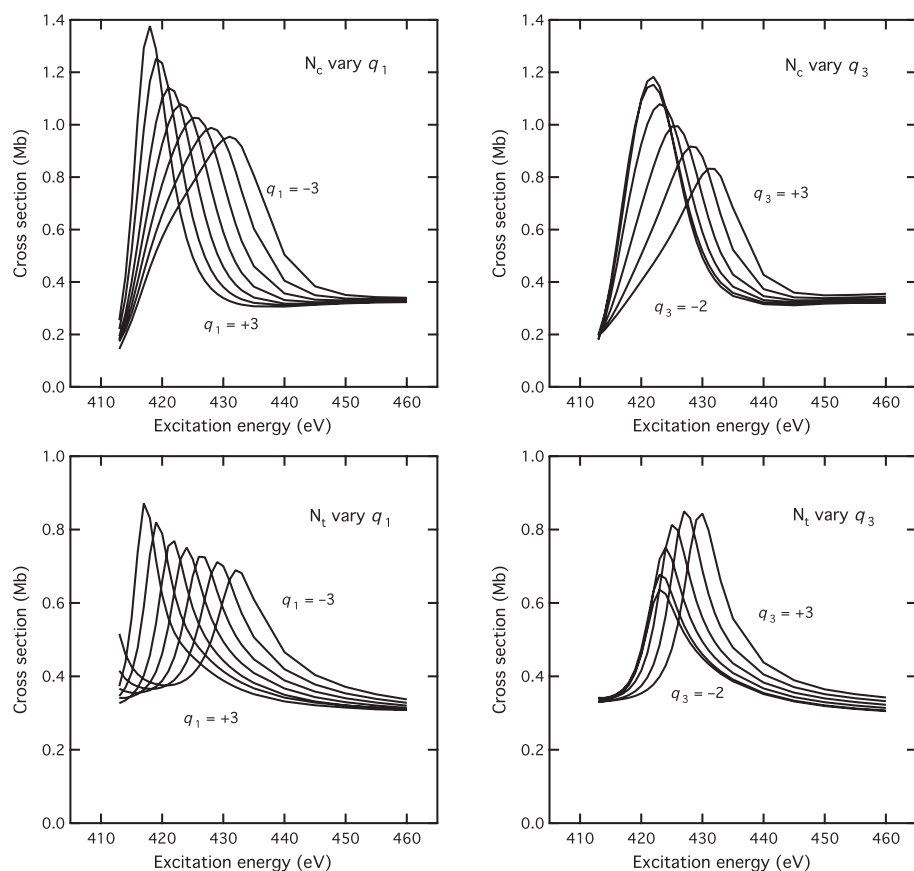 1.4
1.2
1.0
0.8
0.6
0.4
0.2
0.0
Cross section (Mb)
N_c vary q_1
q_1 = –3
q_1 = +3
410 420 430 440 450 460
Excitation energy (eV)
1.4
1.2
1.0
0.8
0.6
0.4
0.2
0.0
Cross section (Mb)
N_c vary q_3
q_3 = +3
q_3 = –2
410 420 430 440 450 460
Excitation energy (eV)
1.0
0.8
0.6
0.4
0.2
0.0
Cross section (Mb)
N_t vary q_1
q_1 = –3
q_1 = +3
410 420 430 440 450 460
Excitation energy (eV)
1.0
0.8
0.6
0.4
0.2
0.0
Cross section (Mb)
N_t vary q_3
q_3 = +3
q_3 = –2
410 420 430 440 450 460
Excitation energy (eV)